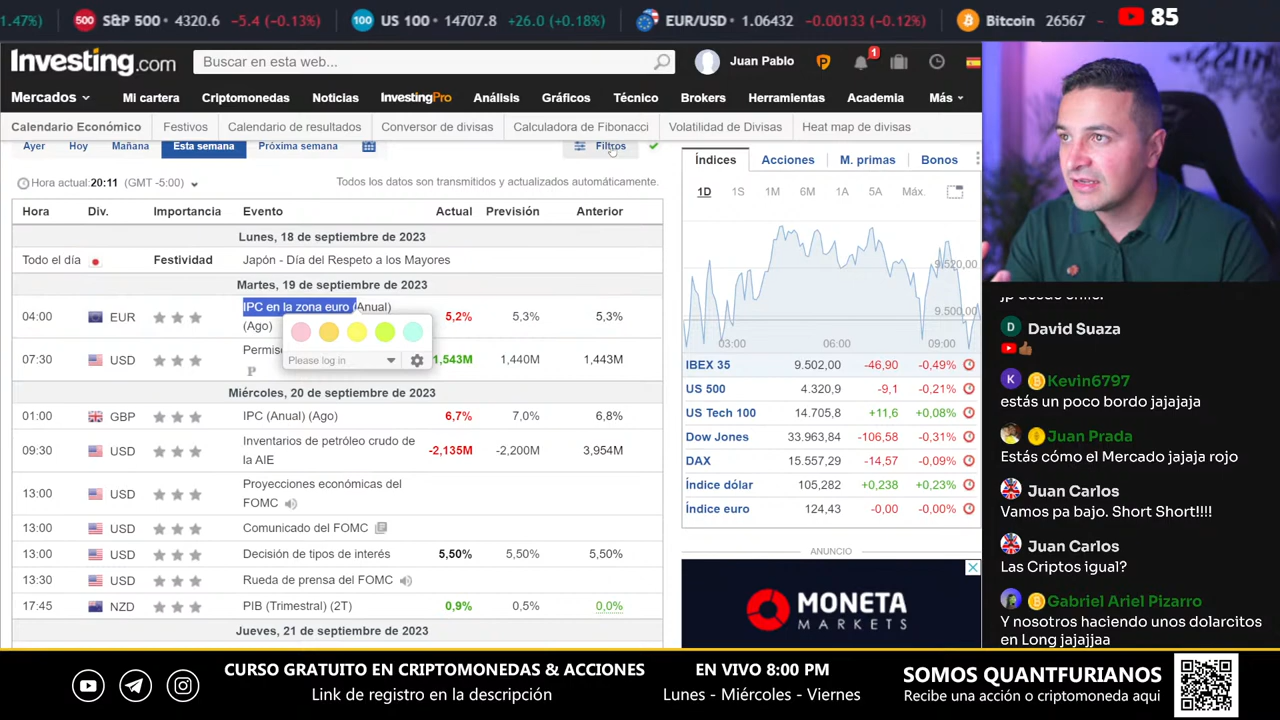 1.47%)
500 S&P 500 4320.6 -5.4 (-0.13%)
100 US 100 14707.8 +26.0 (+0.18%)
EUR/USD 1.06432 -0.00133 (-0.12%)
Bitcoin 26567
85
Investing.com
Buscar en esta web...
Juan Pablo
1
Mercados
Mi cartera
Criptomonedas
Noticias
InvestingPro
Análisis
Gráficos
Técnico
Brokers
Herramientas
Academia
Más
Calendario Económico
Festivos
Calendario de resultados
Conversor de divisas
Calculadora de Fibonacci
Volatilidad de Divisas
Heat map de divisas
Ayer
Hoy
Mañana
Esta semana
Próxima semana
Filtros
Hora actual: 20:11 (GMT -5:00)
Todos los datos son transmitidos y actualizados automáticamente.
Hora Div. Importancia Evento Actual Previsión Anterior
Lunes, 18 de septiembre de 2023
Todo el día Festividad Japón - Día del Respeto a los Mayores
Martes, 19 de septiembre de 2023
04:00 EUR IPC en la zona euro (Anual)
(Ago) 5,2% 5,3% 5,3%
07:30 USD Permis 1,543M 1,440M 1,443M
P
Please log in
Miércoles, 20 de septiembre de 2023
01:00 GBP IPC (Anual) (Ago) 6,7% 7,0% 6,8%
09:30 USD Inventarios de petróleo crudo de
la AIE -2,135M -2,200M 3,954M
13:00 USD Proyecciones económicas del
FOMC
13:00 USD Comunicado del FOMC
13:00 USD Decisión de tipos de interés 5,50% 5,50% 5,50%
13:30 USD Rueda de prensa del FOMC
17:45 NZD PIB (Trimestral) (2T) 0,9% 0,5% 0,0%
Jueves, 21 de septiembre de 2023
Índices
Acciones
M. primas
Bonos
1D 1S 1M 6M 1A 5A Máx.
9.520,00
9.500,00
03:00 06:00 09:00
IBEX 35 9.502,00 -46,90 -0,49%
US 500 4.320,9 -9,1 -0,21%
US Tech 100 14.705,8 +11,6 +0,08%
Dow Jones 33.963,84 -106,58 -0,31%
DAX 15.557,29 -14,57 -0,09%
Índice dólar 105,282 +0,238 +0,23%
Índice euro 124,43 -0,00 -0,00%
ANUNCIO
MONETA
MARKETS
D David Suaza
K Kevin6797
estás un poco bordo jajajaja
Juan Prada
Estás cómo el Mercado jajaja rojo
Juan Carlos
Vamos pa bajo. Short Short!!!!
Juan Carlos
Las Criptos igual?
Gabriel Ariel Pizarro
Y nosotros haciendo unos dolarcitos
en Long jajajjaa
CURSO GRATUITO EN CRIPTOMONEDAS & ACCIONES
Link de registro en la descripción
EN VIVO 8:00 PM
Lunes - Miércoles - Viernes
SOMOS QUANTFURIANOS
Recibe una acción o criptomoneda aqui